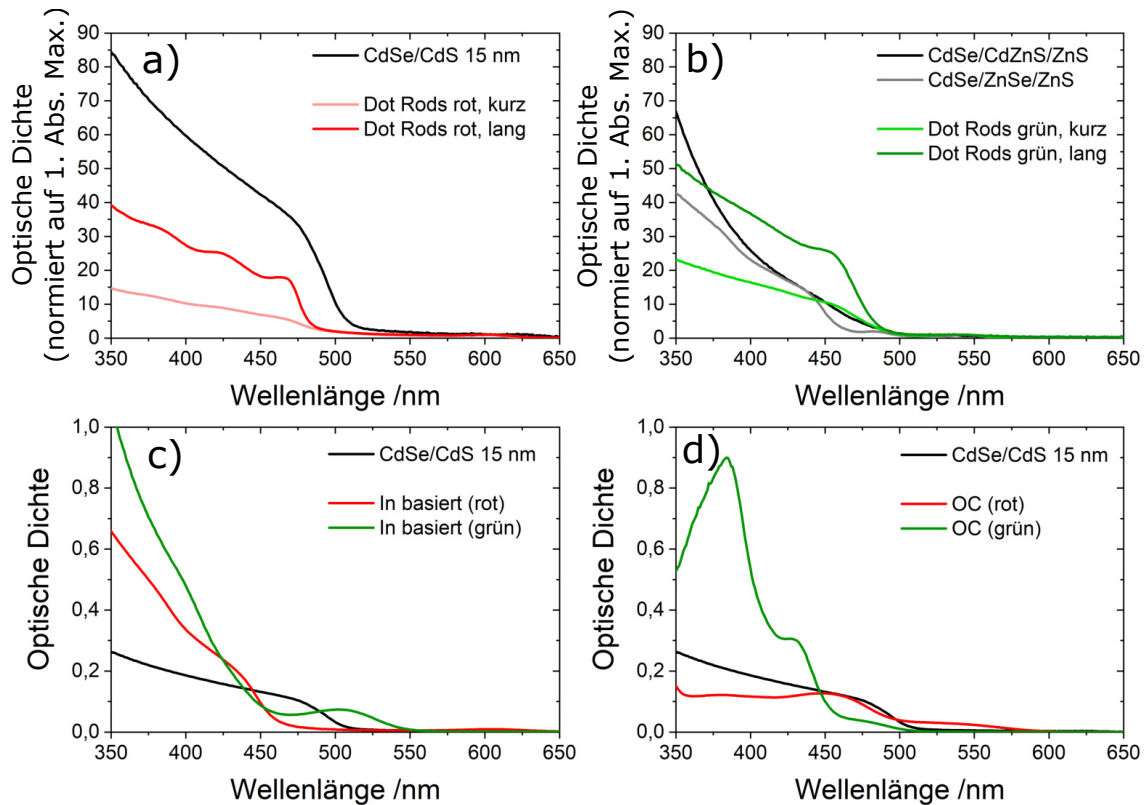 Optische Dichte
(normiert auf 1. Abs. Max.)
90
80
70
60
50
40
30
20
10
0
a)
CdSe/CdS 15 nm
Dot Rods rot, kurz
Dot Rods rot, lang
350 400 450 500 550 600 650
Wellenlänge /nm
Optische Dichte
(normiert auf 1. Abs. Max.)
90
80
70
60
50
40
30
20
10
0
b)
CdSe/CdZnS/ZnS
CdSe/ZnSe/ZnS
Dot Rods grün, kurz
Dot Rods grün, lang
350 400 450 500 550 600 650
Wellenlänge /nm
Optische Dichte
1,0
0,8
0,6
0,4
0,2
0,0
c)
CdSe/CdS 15 nm
In basiert (rot)
In basiert (grün)
350 400 450 500 550 600 650
Wellenlänge /nm
Optische Dichte
1,0
0,8
0,6
0,4
0,2
0,0
d)
CdSe/CdS 15 nm
OC (rot)
OC (grün)
350 400 450 500 550 600 650
Wellenlänge /nm